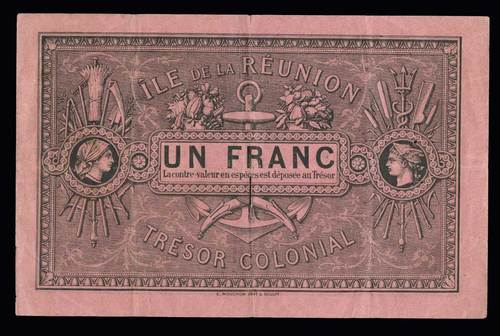 ÎLE DE LA RÉUNION
UN FRANC
La contre-valeur en espèces est déposée au Trésor
TRÉSOR COLONIAL